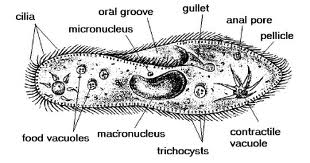 gullet
oral groove
anal pore
cilia
micronucleus
pellicle
food vacuoles
macronucleus
contractile
vacuole
trichocysts